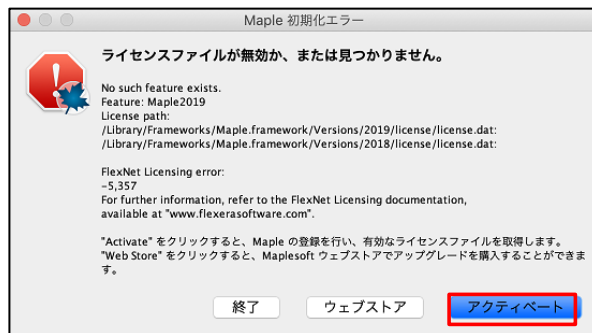 Maple 初期化エラー
ライセンスファイルが無効か、または見つかりません。
No such feature exists.
Feature: Maple2019
License path:
/Library/Frameworks/Maple.framework/Versions/2019/license/license.dat:
/Library/Frameworks/Maple.framework/Versions/2018/license/license.dat:
FlexNet Licensing error:
-5,357
For further information, refer to the FlexNet Licensing documentation,
available at "www.flexerasoftware.com".
"Activate" をクリックすると、Maple の登録を行い、有効なライセンスファイルを取得します。
"Web Store" をクリックすると、Maplesoft ウェブストアでアップグレードを購入することができま
す。
終了 ウェブストア アクティベート